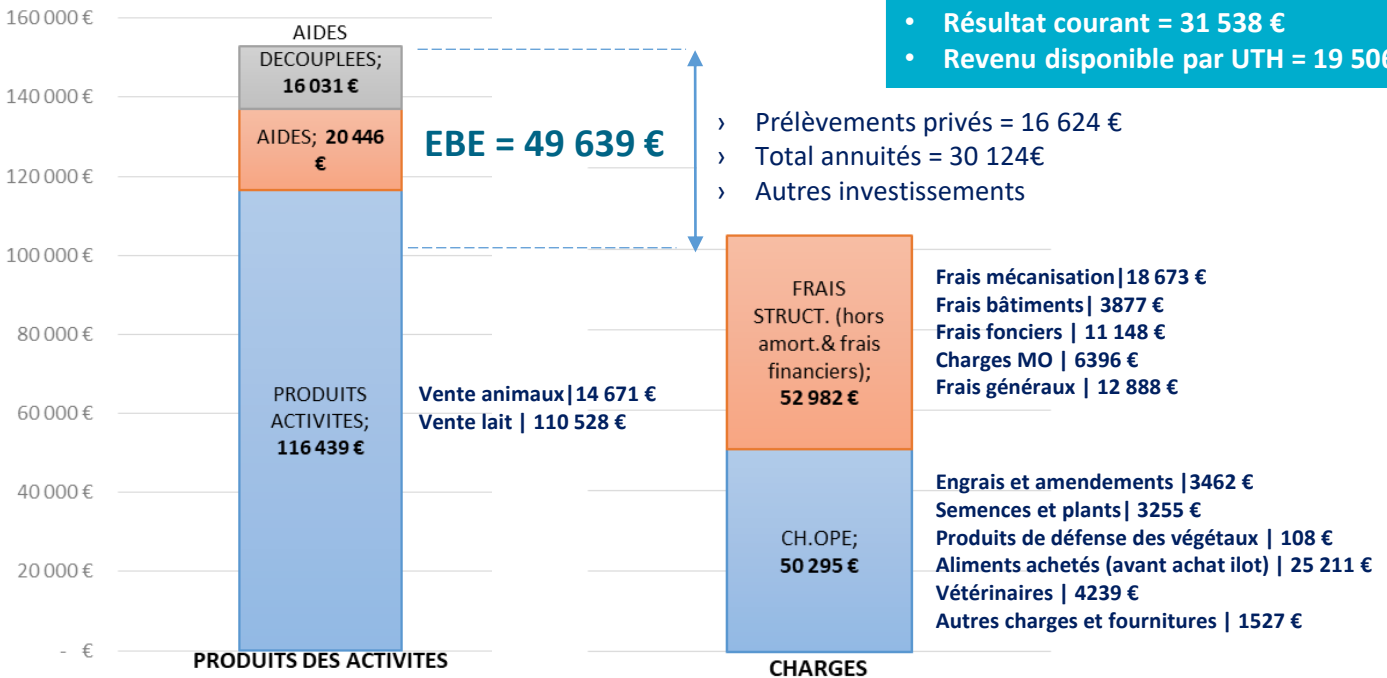 160 000 €
140 000 €
120 000 €
100 000 €
80 000 €
60 000 €
40 000 €
20 000 €
- €
AIDES
DECOUPLEES;
16 031 €
AIDES; 20 446
€
PRODUITS
ACTIVITES;
116 439 €
PRODUITS DES ACTIVITES
EBE = 49 639 €
Vente animaux|14 671 €
Vente lait | 110 528 €
• Résultat courant = 31 538 €
• Revenu disponible par UTH = 19 506
› Prélèvements privés = 16 624 €
› Total annuités = 30 124€
› Autres investissements
FRAIS
STRUCT. (hors
amort.& frais
financiers);
52 982 €
CH.OPE;
50 295 €
CHARGES
Frais mécanisation|18 673 €
Frais bâtiments| 3877 €
Frais fonciers | 11 148 €
Charges MO | 6396 €
Frais généraux | 12 888 €
Engrais et amendements |3462 €
Semences et plants| 3255 €
Produits de défense des végétaux | 108 €
Aliments achetés (avant achat ilot) | 25 211 €
Vétérinaires | 4239 €
Autres charges et fournitures | 1527 €